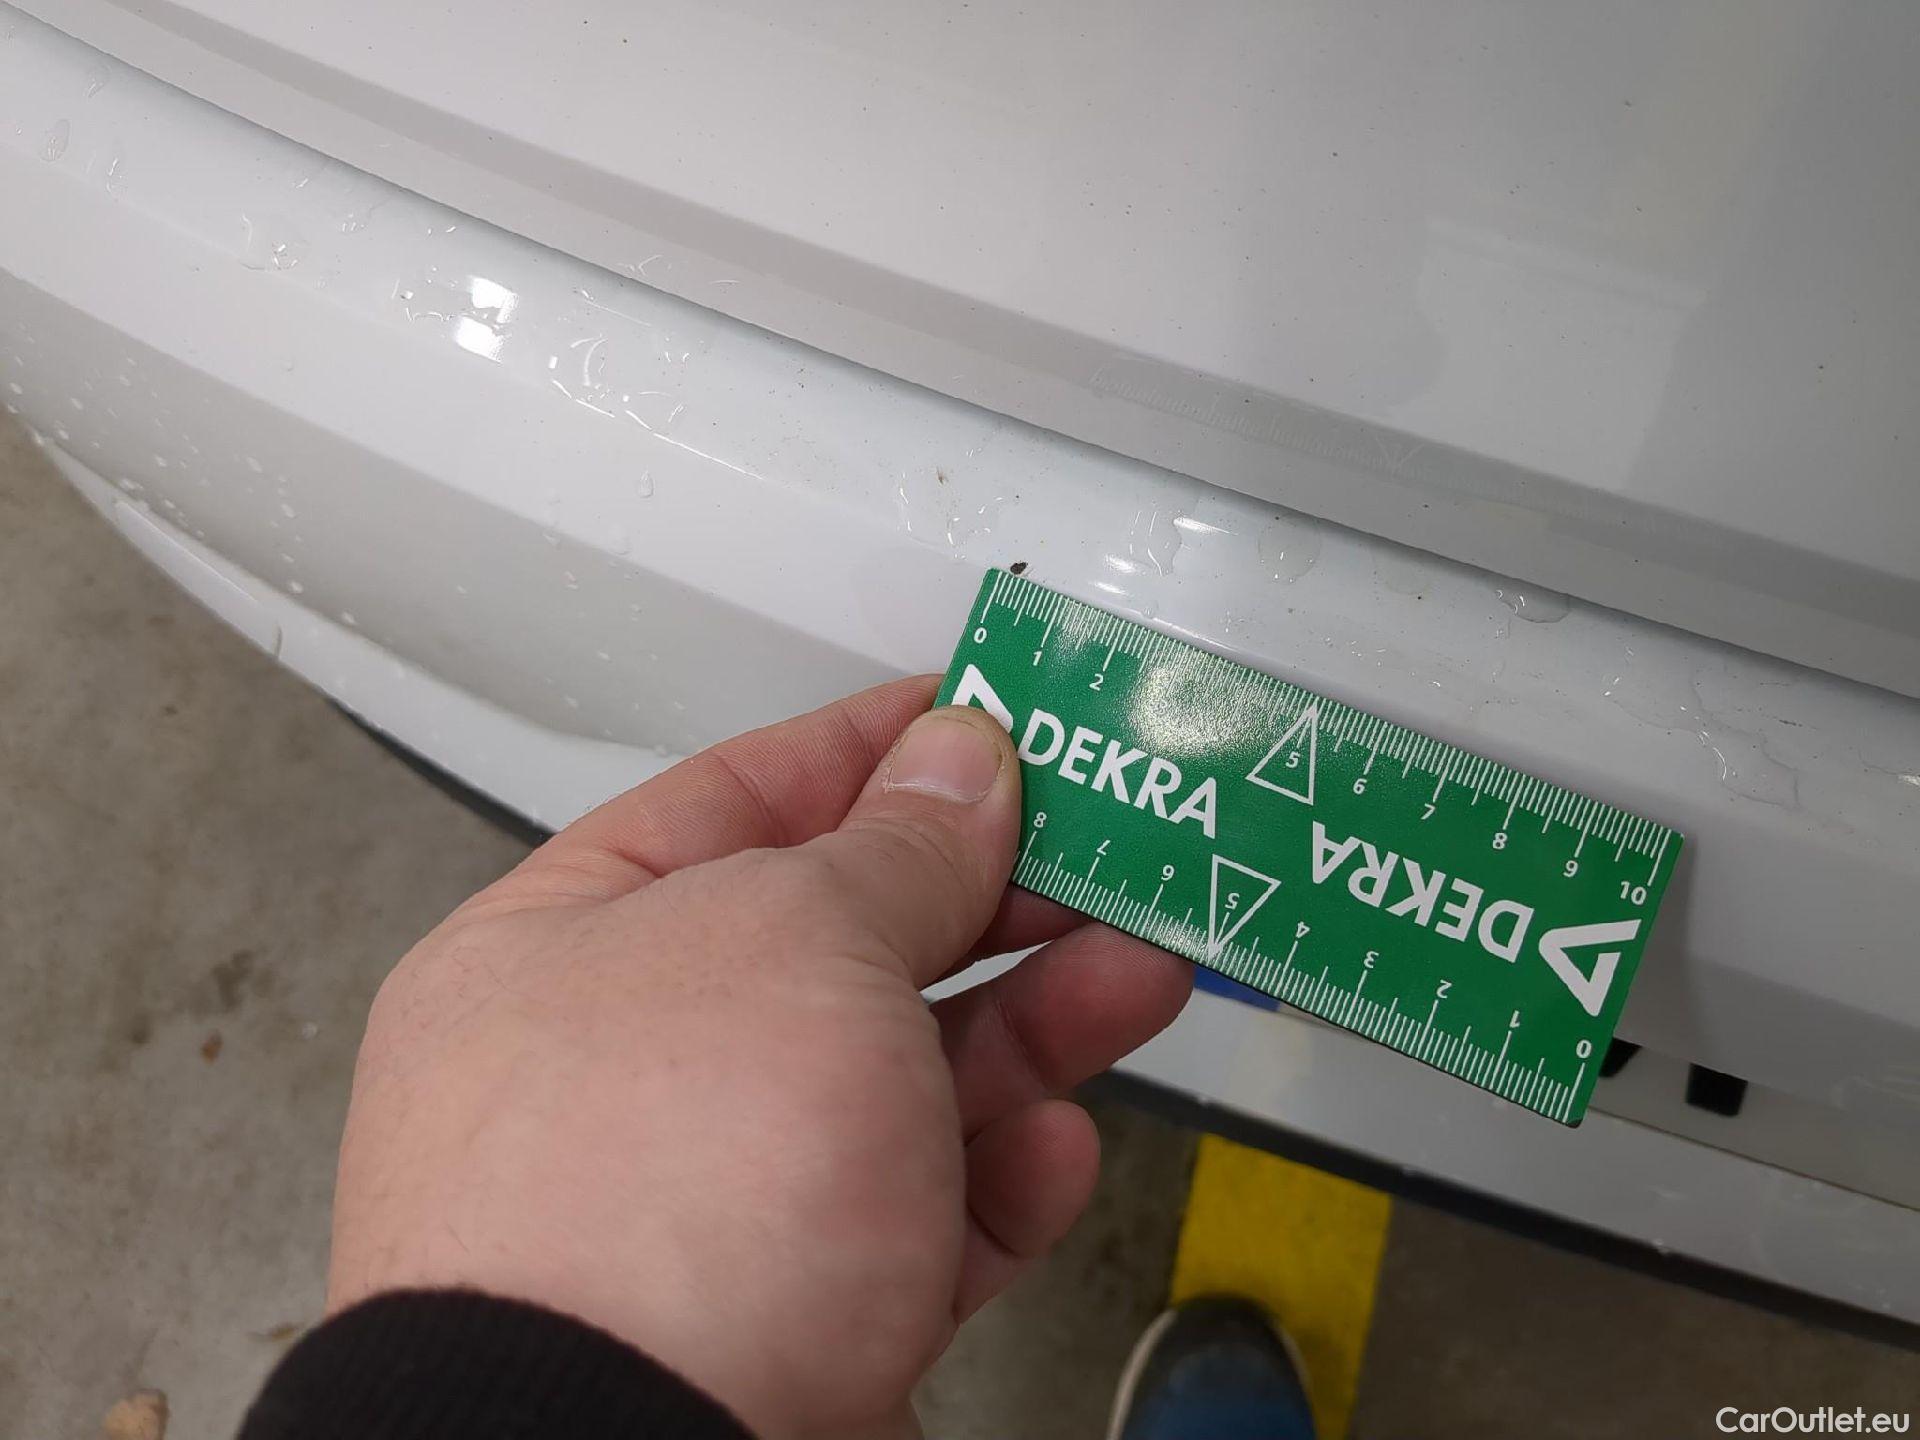 0 1 2 5 6 7 8 9 10
DEKRA
DEKRA
8 7 6 5 4 3 2 1 0
CarOutlet.eu